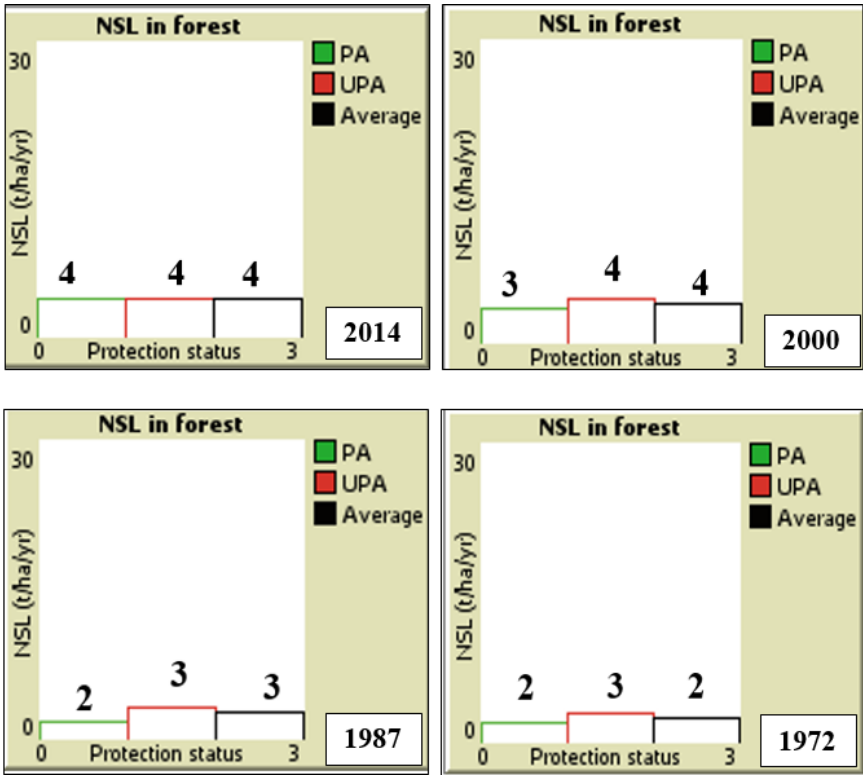 NSL in forest
30
NSL (t/ha/yr)
0
PA
UPA
Average
4 4 4
0 Protection status 3
2014
NSL in forest
30
NSL (t/ha/yr)
0
PA
UPA
Average
3 4 4
0 Protection status 3
2000
NSL in forest
30
NSL (t/ha/yr)
0
PA
UPA
Average
2 3 3
0 Protection status 3
1987
NSL in forest
30
NSL (t/ha/yr)
0
PA
UPA
Average
2 3 2
0 Protection status 3
1972